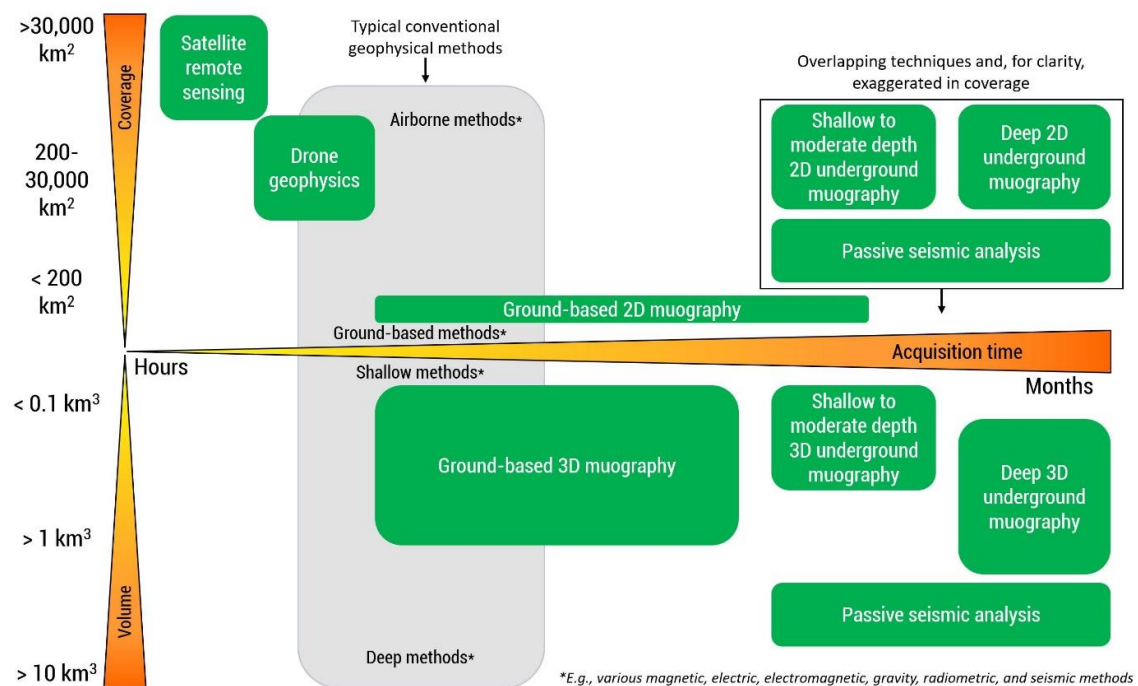 >30,000
km²
Coverage
200-
30,000
km²
< 200
km²
Satellite
remote
sensing
Drone
geophysics
Typical conventional
geophysical methods
Airborne methods*
Overlapping techniques and, for clarity,
exaggerated in coverage
Shallow to
moderate depth
2D underground
muography
Deep 2D
underground
muography
Passive seismic analysis
Ground-based 2D muography
Ground-based methods*
Hours
Acquisition time
Months
Shallow methods*
< 0.1 km³
> 1 km³
Volume
> 10 km³
Ground-based 3D muography
Shallow to
moderate depth
3D underground
muography
Deep 3D
underground
muography
Passive seismic analysis
Deep methods*
*E.g., various magnetic, electric, electromagnetic, gravity, radiometric, and seismic methods